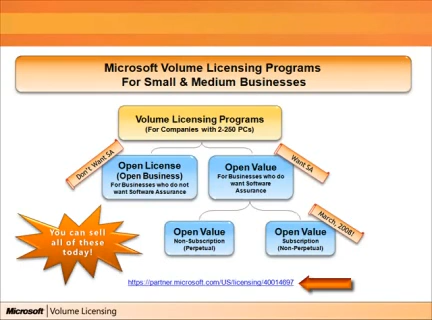 Microsoft Volume Licensing Programs
For Small & Medium Businesses
Volume Licensing Programs
(For Companies with 2-250 PCs)
Don't Want SA
Want SA
Open License
(Open Business)
For Businesses who do not
want Software Assurance
Open Value
For Businesses who do
want Software
Assurance
March, 2008!
You can sell
all of these
today!
Open Value
Non-Subscription
(Perpetual)
Open Value
Subscription
(Non-Perpetual)
https://partner.microsoft.com/US/licensing/40014697
Microsoft | Volume Licensing